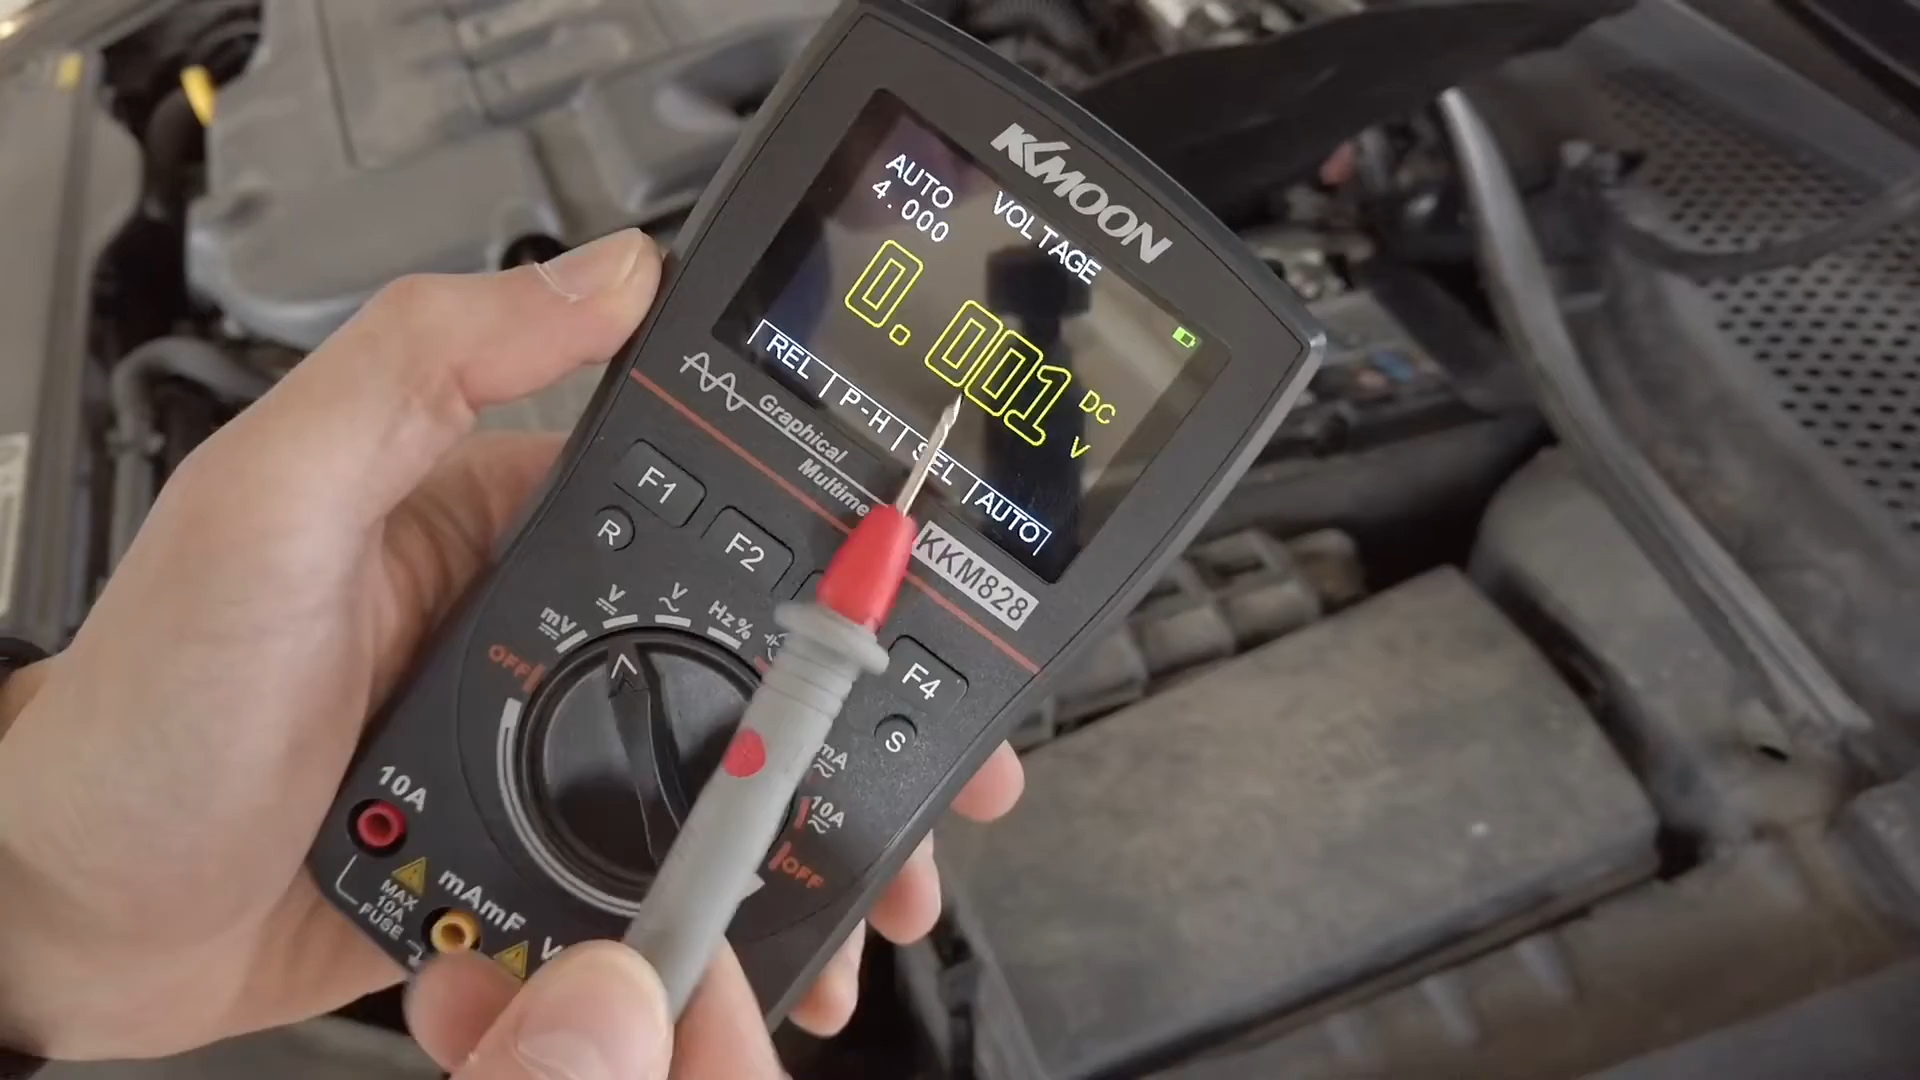 KKMOON
AUTO
4.000
VOLTAGE
0.001 DC
V
REL | P-H | SEL | AUTO
Graphical
KKM828
F1
F2
F4
R
S
OFF
mV
V
V
Hz%
mA
10A
OFF
10A
MAX
10A
FUSE
mAmF